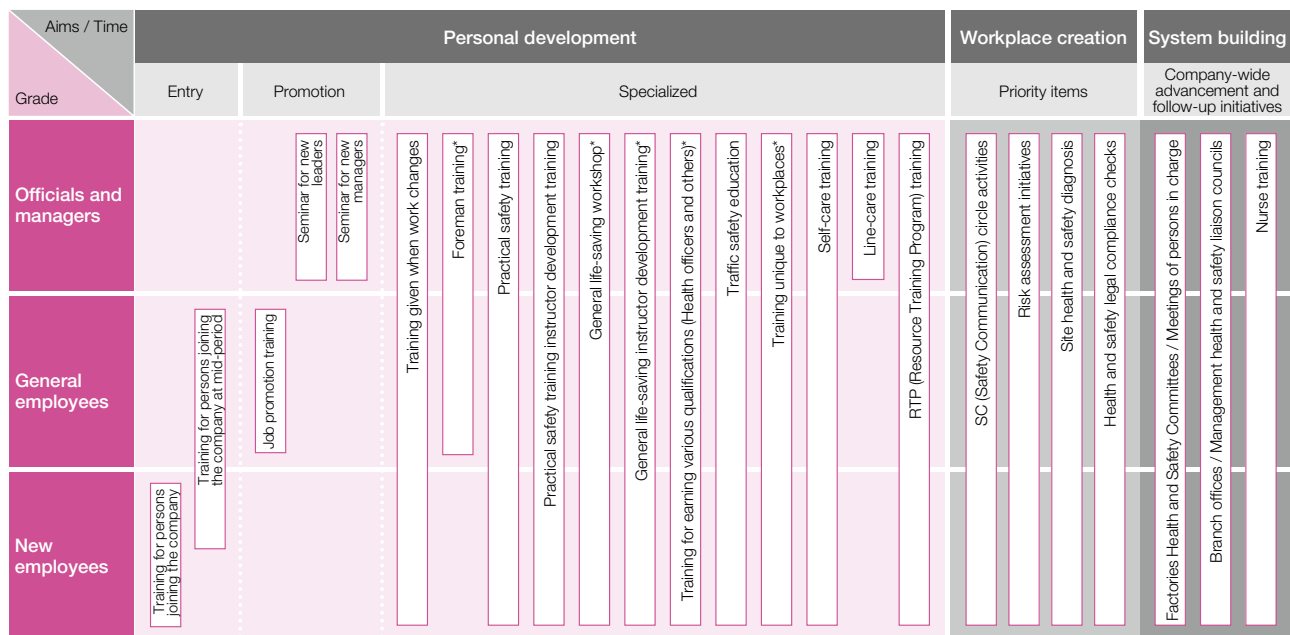 Aims / Time
Grade
Personal development
Workplace creation
System building
Entry
Promotion
Specialized
Priority items
Company-wide
advancement and
follow-up initiatives
Officials and
managers
General
employees
New
employees
Training for persons
joining the company
Training for persons joining
the company at mid-period
Job promotion training
Seminar for new
leaders
Seminar for new
managers
Training given when work changes
Foreman training*
Practical safety training
Practical safety training instructor development training
General life-saving workshop*
General life-saving instructor development training*
Training for earning various qualifications (Health officers and others)*
Traffic safety education
Training unique to workplaces*
Self-care training
Line-care training
RTP (Resource Training Program) training
SC (Safety Communication) circle activities
Risk assessment initiatives
Site health and safety diagnosis
Health and safety legal compliance checks
Factories Health and Safety Committees / Meetings of persons in charge
Branch offices / Management health and safety liaison councils
Nurse training